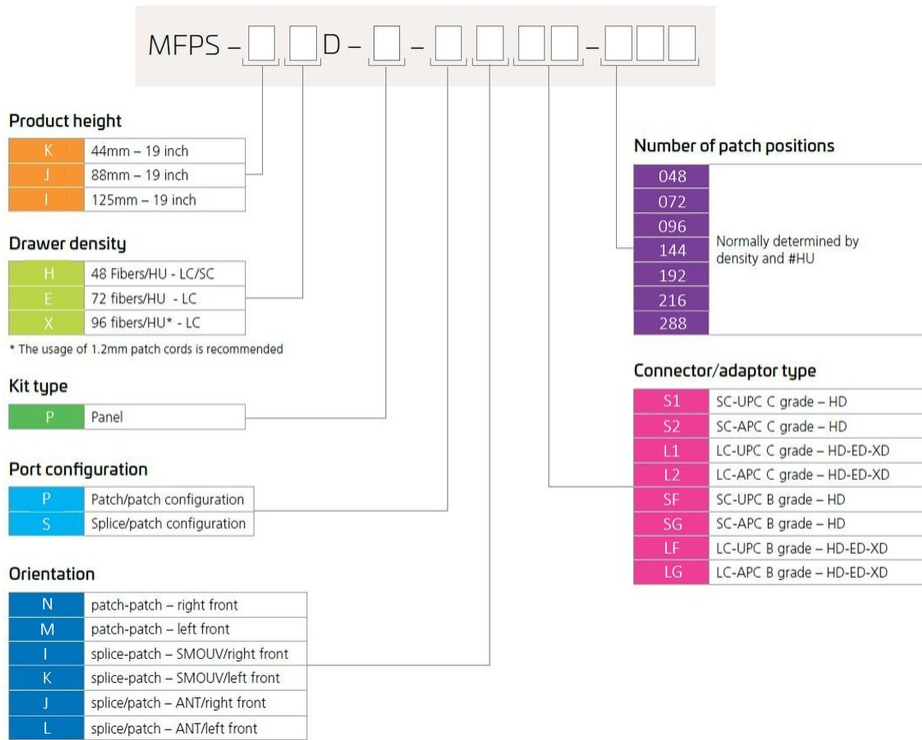 MFPS – D – – –
Product height
K 44mm – 19 inch
J 88mm – 19 inch
I 125mm – 19 inch
Drawer density
H 48 Fibers/HU - LC/SC
E 72 fibers/HU - LC
X 96 fibers/HU* - LC
* The usage of 1.2mm patch cords is recommended
Kit type
P Panel
Port configuration
P Patch/patch configuration
S Splice/patch configuration
Orientation
N patch-patch – right front
M patch-patch – left front
I splice-patch – SMOUV/right front
K splice-patch – SMOUV/left front
J splice/patch – ANT/right front
L splice/patch – ANT/left front
Number of patch positions
048
072
096
144
192
216
288
Normally determined by
density and #HU
Connector/adaptor type
S1 SC-UPC C grade – HD
S2 SC-APC C grade – HD
L1 LC-UPC C grade – HD-ED-XD
L2 LC-APC C grade – HD-ED-XD
SF SC-UPC B grade – HD
SG SC-APC B grade – HD
LF LC-UPC B grade – HD-ED-XD
LG LC-APC B grade – HD-ED-XD